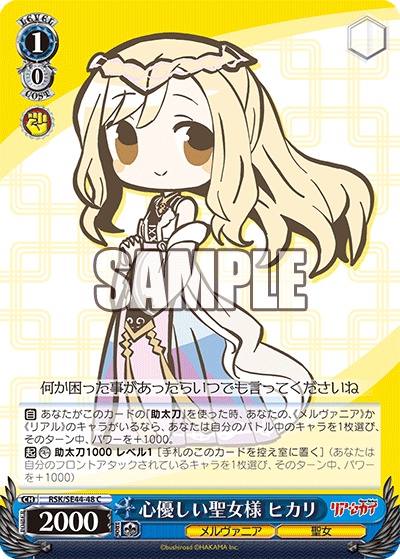 LEVEL
1
0
COST
SAMPLE
何が困った事があったらいつでも言ってくださいね
自 あなたがこのカードの『助太刀』を使った時、あなたの、《メルヴァニア》か
《リアル》のキャラがいるなら、あなたは自分のバトル中のキャラを1枚選び、
そのターン中、パワーを+1000。
起 助太刀1000 レベル1 [手札のこのカードを控え室に置く] (あなたは
自分のフロントアタックされているキャラを1枚選び、そのターン中、パワーを
+1000)
CH RSK/SE44-48 C
POWER 2000
心優しい聖女様 ヒカリ
メルヴァニア 聖女
©bushiroad ©HAKAMA Inc.